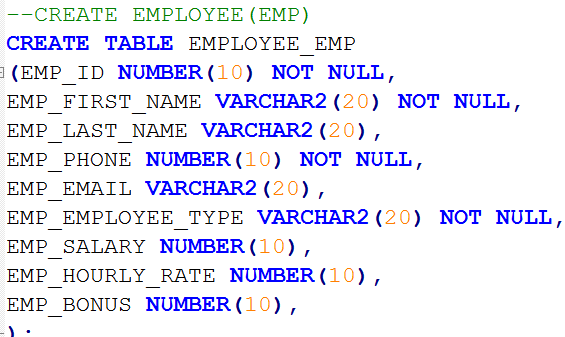 --CREATE EMPLOYEE(EMP)
CREATE TABLE EMPLOYEE_EMP
(EMP_ID NUMBER(10) NOT NULL,
EMP_FIRST_NAME VARCHAR2(20) NOT NULL,
EMP_LAST_NAME VARCHAR2(20),
EMP_PHONE NUMBER(10) NOT NULL,
EMP_EMAIL VARCHAR2(20),
EMP_EMPLOYEE_TYPE VARCHAR2(20) NOT NULL,
EMP_SALARY NUMBER(10),
EMP_HOURLY_RATE NUMBER(10),
EMP_BONUS NUMBER(10),
);